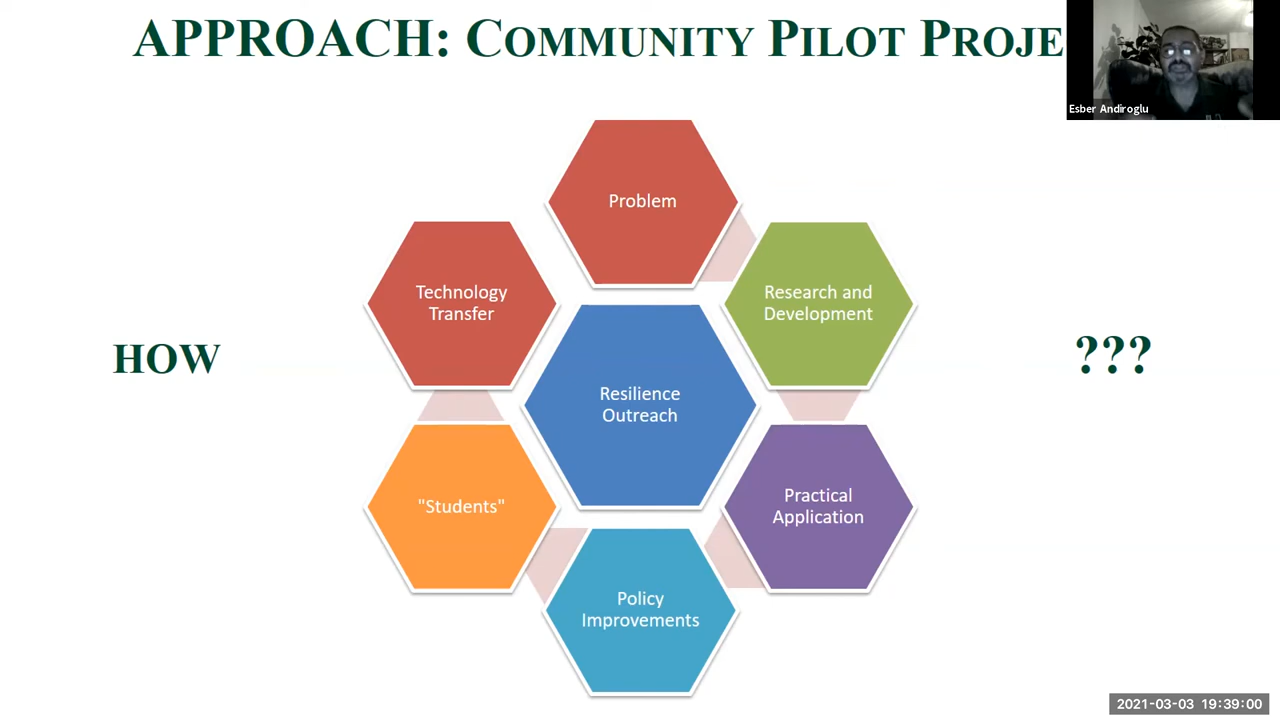 APPROACH: COMMUNITY PILOT PROJE
Esber Andiroglu
Problem
Technology
Transfer
Research and
Development
HOW
???
Resilience
Outreach
"Students"
Practical
Application
Policy
Improvements
2021-03-03 19:39:00